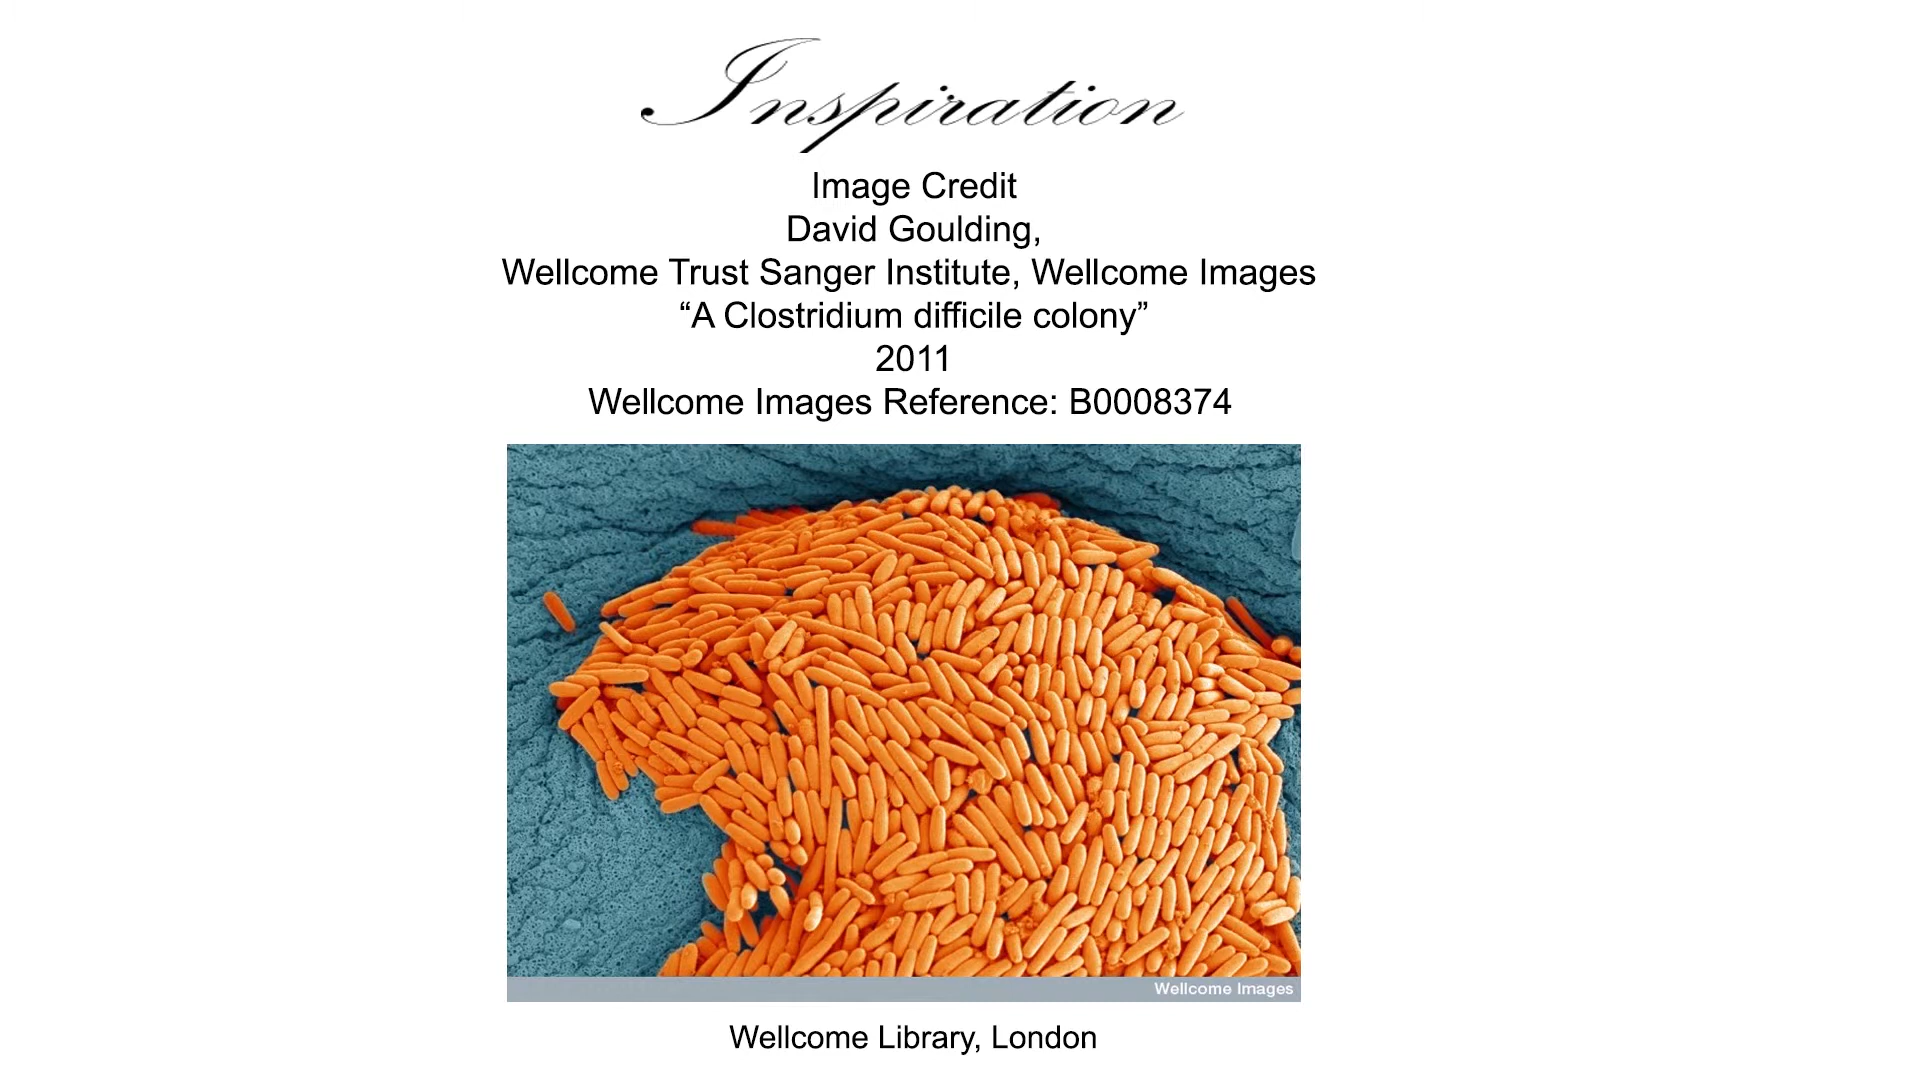 Inspiration
Image Credit
David Goulding,
Wellcome Trust Sanger Institute, Wellcome Images
“A Clostridium difficile colony”
2011
Wellcome Images Reference: B0008374
Wellcome Images
Wellcome Library, London